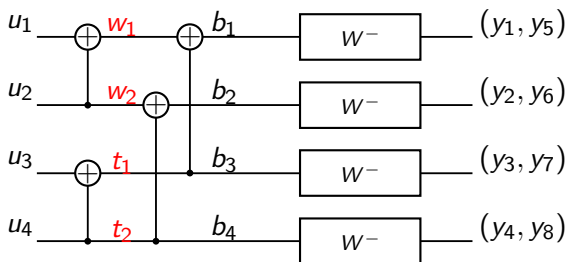 u₁ w₁ b₁ W⁻ (y₁, y₅)
u₂ w₂ b₂ W⁻ (y₂, y₆)
u₃ t₁ b₃ W⁻ (y₃, y₇)
u₄ t₂ b₄ W⁻ (y₄, y₈)